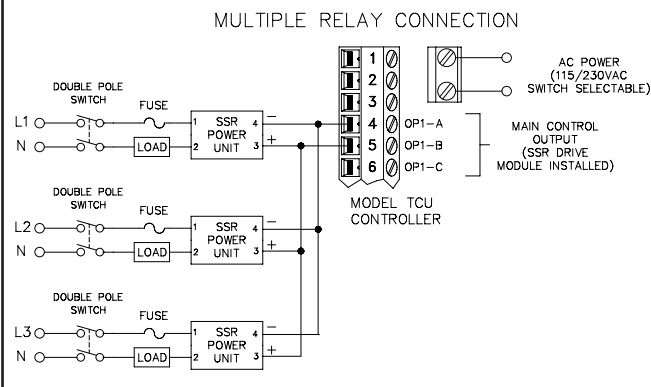 MULTIPLE RELAY CONNECTION
1
2
3
4 OP1-A
5 OP1-B
6 OP1-C
MODEL TCU
CONTROLLER
AC POWER
(115/230VAC
SWITCH SELECTABLE)
MAIN CONTROL
OUTPUT
(SSR DRIVE
MODULE INSTALLED)
DOUBLE POLE
SWITCH
FUSE
L1
N
LOAD
1 SSR 4 −
POWER
2 UNIT 3 +
DOUBLE POLE
SWITCH
FUSE
L2
N
LOAD
1 SSR 4 −
POWER
2 UNIT 3 +
DOUBLE POLE
SWITCH
FUSE
L3
N
LOAD
1 SSR 4 −
POWER
2 UNIT 3 +